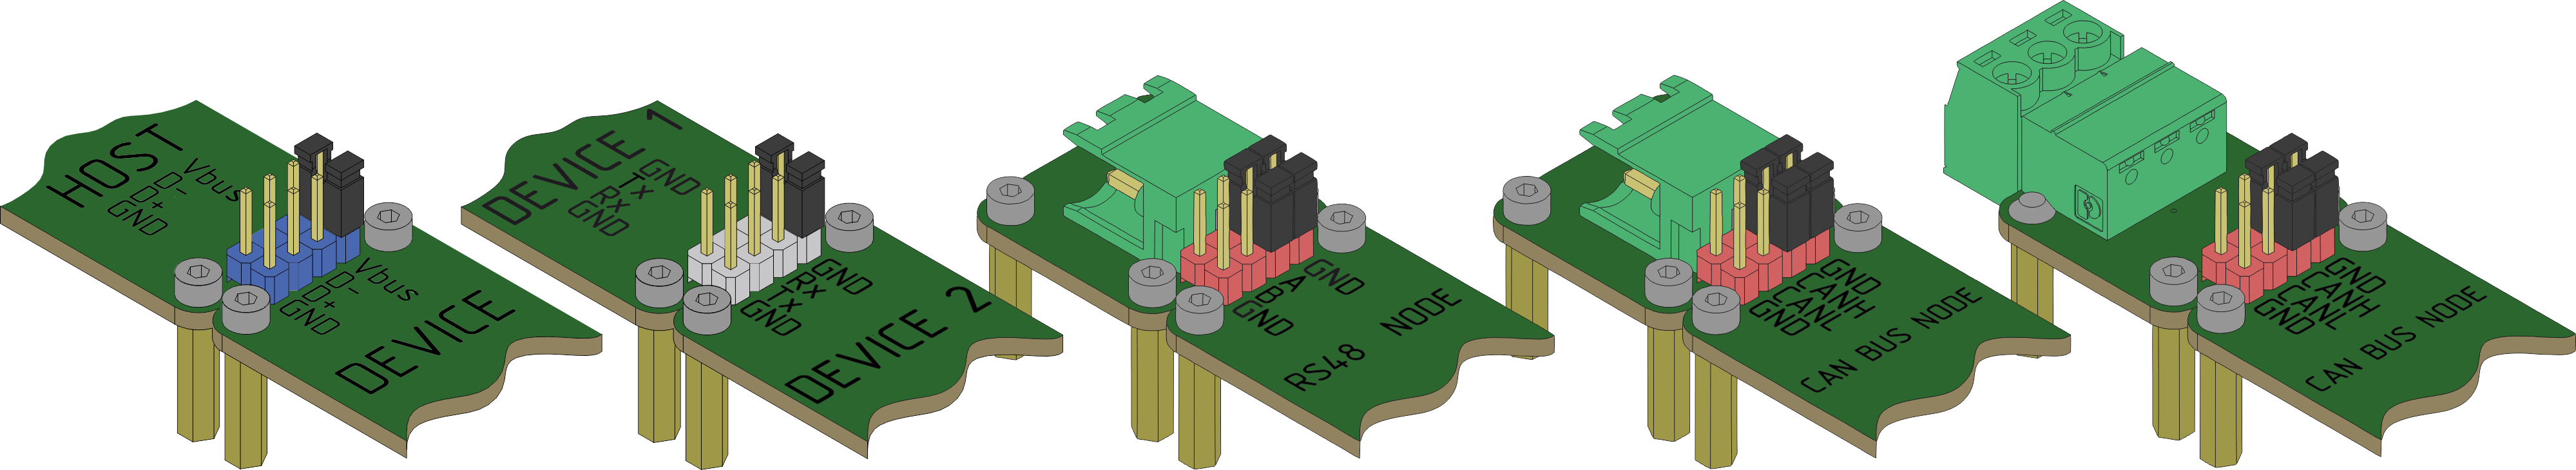 HOST
Vbus
D-
D+
GND
Vbus
D-
D+
GND
DEVICE
DEVICE 1
GND
Tx
Rx
GND
GND
Rx
Tx
GND
DEVICE 2
GND
A
B
GND
RS48 NODE
GND
CANH
CANL
GND
CAN BUS NODE
GND
CANH
CANL
GND
CAN BUS NODE